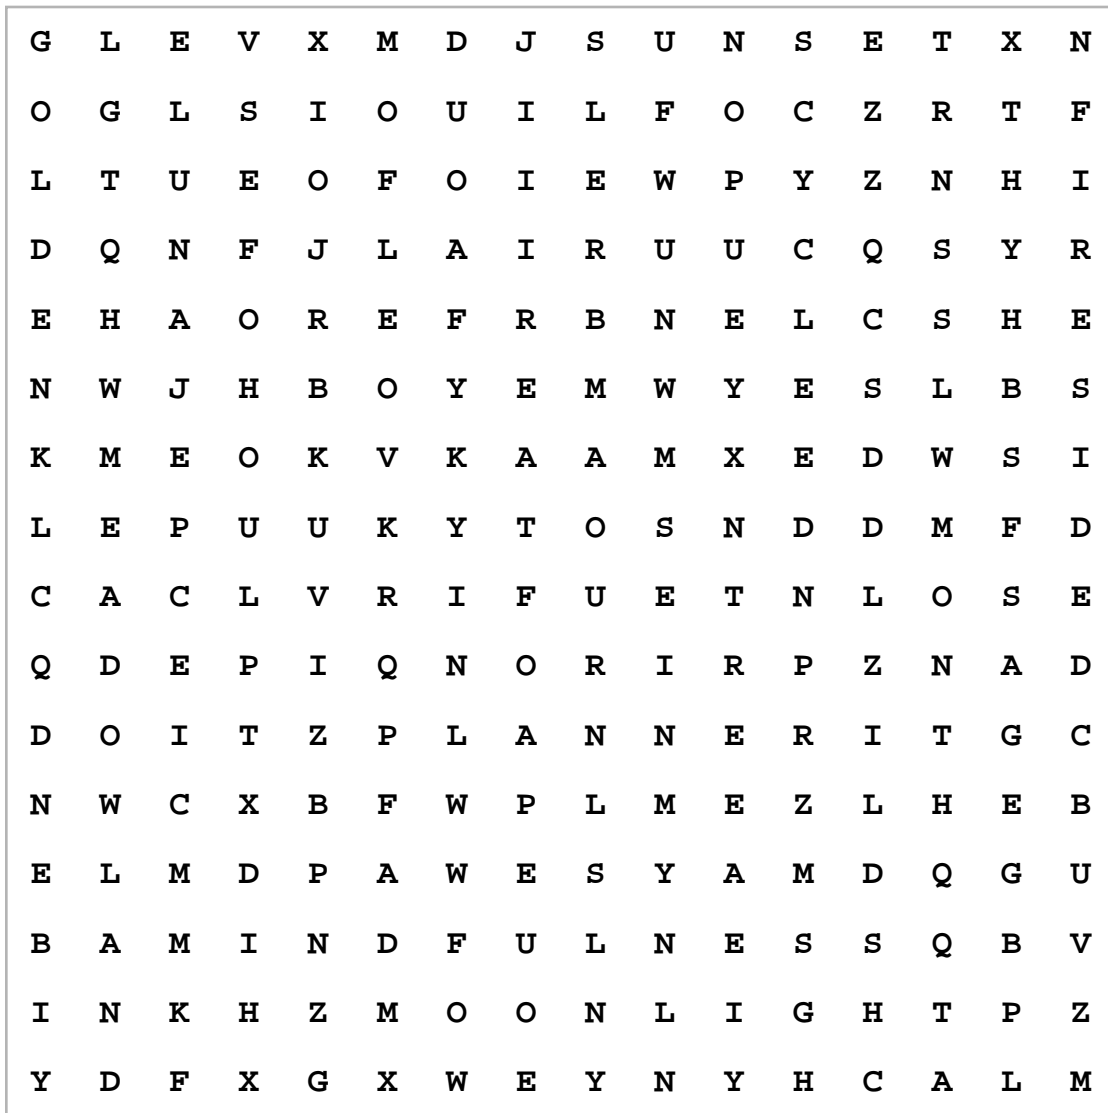 G L E V X M D J S U N S E T X N
O G L S I O U I L F O C Z R T F
L T U E O F O I E W P Y Z N H I
D Q N F J L A I R U U C Q S Y R
E H A O R E F R B N E L C S H E
N W J H B O Y E M W Y E S L B S
K M E O K V K A A M X E D W S I
L E P U U K Y T O S N D D M F D
C A C L V R I F U E T N L O S E
Q D E P I Q N O R I R P Z N A D
D O I T Z P L A N N E R I T G C
N W C X B F W P L M E Z L H E B
E L M D P A W E S Y A M D Q G U
B A M I N D F U L N E S S Q B V
I N K H Z M O O N L I G H T P Z
Y D F X G X W E Y N Y H C A L M